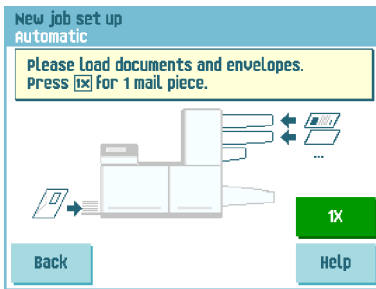 New job set up
Automatic
Please load documents and envelopes.
Press 1X for 1 mail piece.
...
1X
Back
Help